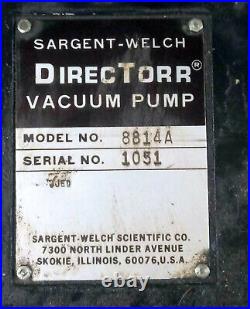 SARGENT-WELCH
DIRECTORR®
VACUUM PUMP
MODEL NO. 8814A
SERIAL NO. 1051
SARGENT-WELCH SCIENTIFIC CO.
7300 NORTH LINDER AVENUE
SKOKIE, ILLINOIS, 60076, U.S.A.